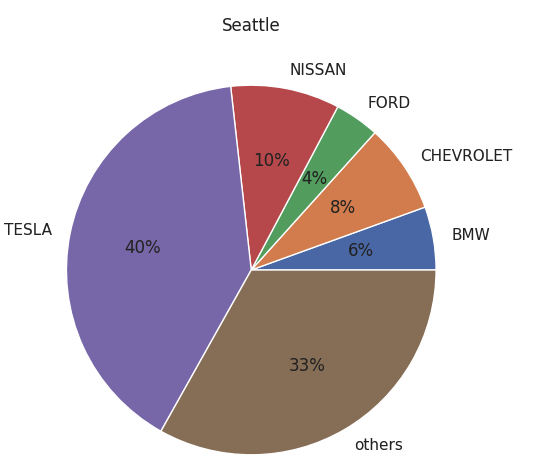 Seattle
NISSAN
FORD
CHEVROLET
10%
4%
8%
TESLA
BMW
40%
6%
33%
others